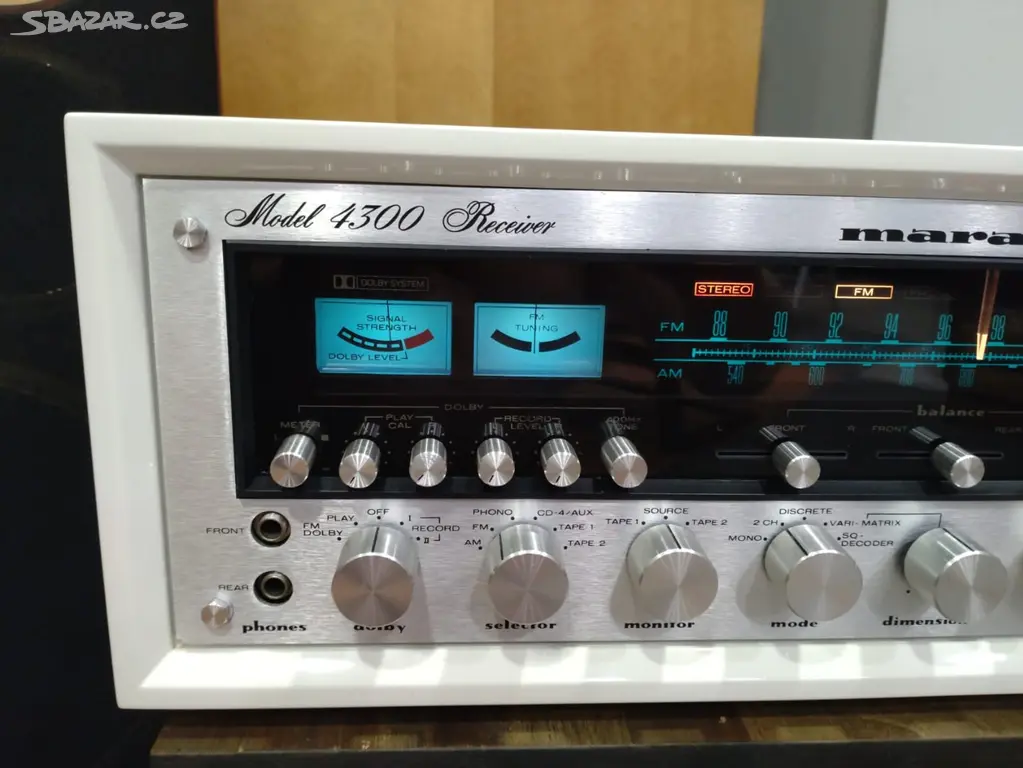 SBAZAR.CZ
Model 4300 Receiver
mara
DOLBY SYSTEM
STEREO
FM
SIGNAL
STRENGTH
DOLBY LEVEL
FM
TUNING
FM 88 90 92 94 96 98
AM 540 600
DOLBY
balance
PLAY
CAL
RECORD
LEVEL
L FRONT R
FRONT REAR
FRONT
FM
DOLBY
PLAY
OFF
I
RECORD
II
AM
FM
PHONO
CD-4/AUX
TAPE 1
TAPE 2
TAPE 1
SOURCE
TAPE 2
MONO
2 CH
DISCRETE
VARI-MATRIX
SQ-
DECODER
REAR
phones
dolby
selector
monitor
mode